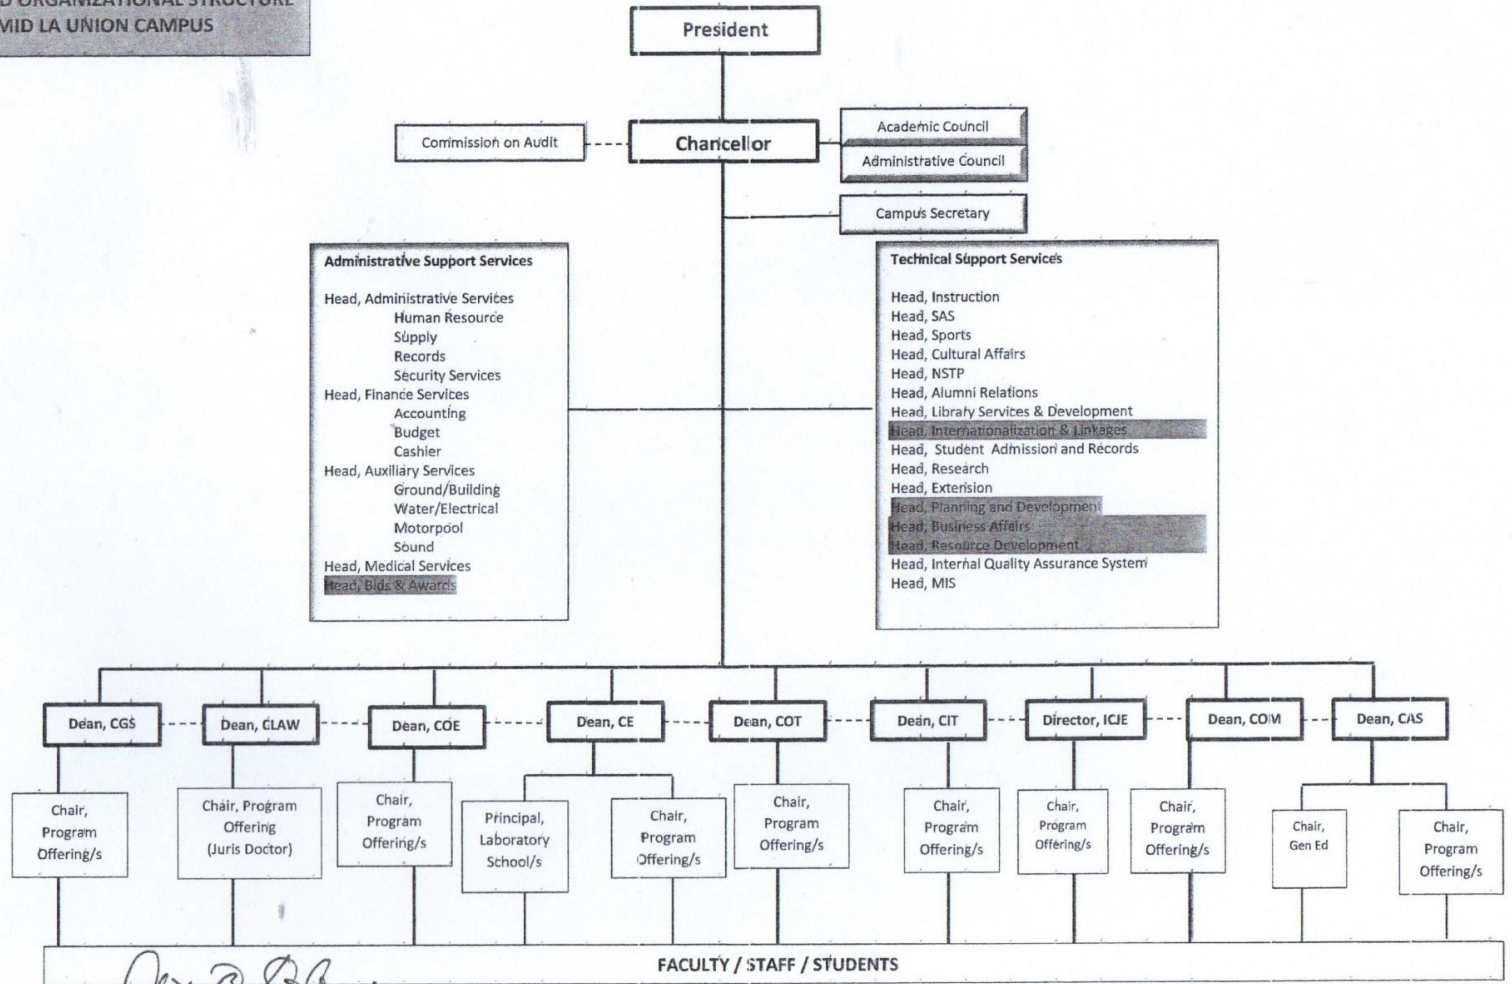 D ORGANIZATIONAL STRUCTURE
MID LA UNION CAMPUS
President
Commission on Audit
Chancellor
Academic Council
Administrative Council
Campus Secretary
Administrative Support Services
Head, Administrative Services
Human Resource
Supply
Records
Security Services
Head, Finance Services
Accounting
Budget
Cashier
Head, Auxiliary Services
Ground/Building
Water/Electrical
Motorpool
Sound
Head, Medical Services
Head, Bids & Awards
Technical Support Services
Head, Instruction
Head, SAS
Head, Sports
Head, Cultural Affairs
Head, NSTP
Head, Alumni Relations
Head, Library Services & Development
Head, Internationalization & Linkages
Head, Student Admission and Records
Head, Research
Head, Extension
Head, Planning and Development
Head, Business Affairs
Head, Resource Development
Head, Internal Quality Assurance System
Head, MIS
Dean, CGS
Dean, CLAW
Dean, COE
Dean, CE
Dean, COT
Dean, CIT
Director, ICJE
Dean, COM
Dean, CAS
Chair,
Program
Offering/s
Chair, Program
Offering
(Juris Doctor)
Chair,
Program
Offering/s
Principal,
Laboratory
School/s
Chair,
Program
Offering/s
Chair,
Program
Offering/s
Chair,
Program
Offering/s
Chair,
Program
Offering/s
Chair,
Program
Offering/s
Chair,
Gen Ed
Chair,
Program
Offering/s
FACULTY / STAFF / STUDENTS